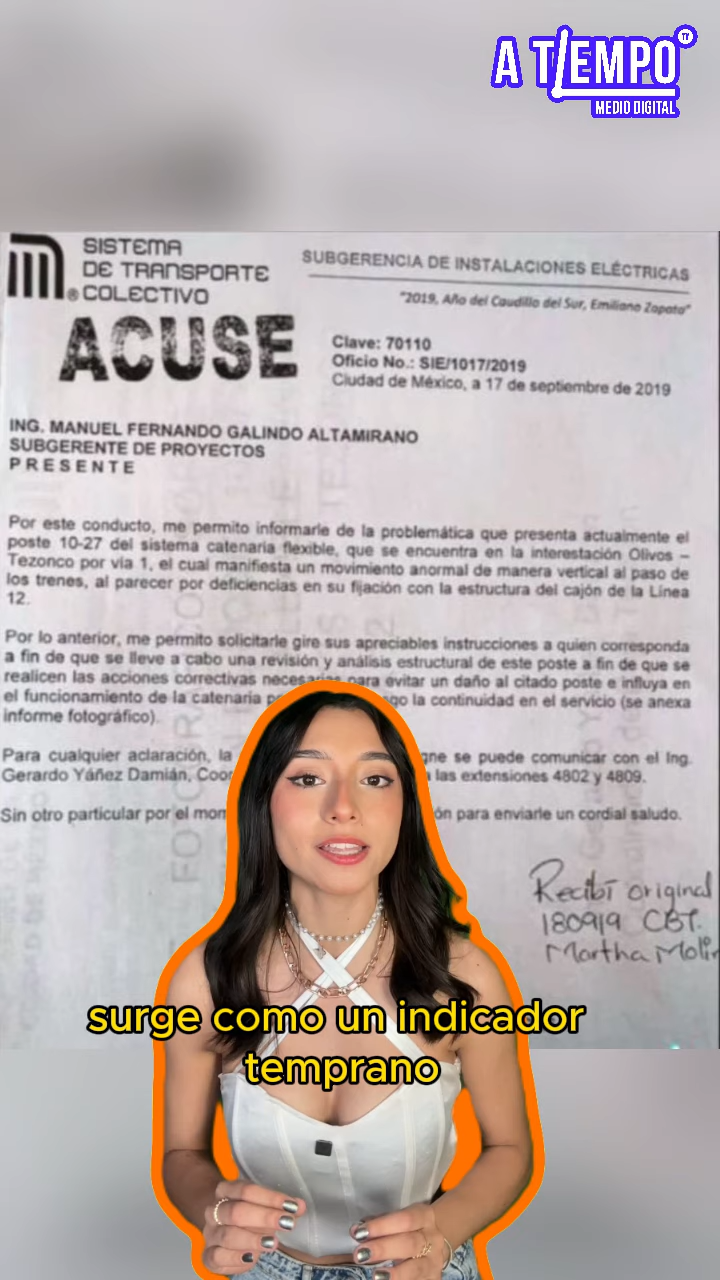 A TIEMPO TV
MEDIO DIGITAL
SISTEMA
DE TRANSPORTE
COLECTIVO
SUBGERENCIA DE INSTALACIONES ELÉCTRICAS
"2019, Año del Caudillo del Sur, Emiliano Zapata"
ACUSE
Clave: 70110
Oficio No.: SIE/1017/2019
Ciudad de México, a 17 de septiembre de 2019
ING. MANUEL FERNANDO GALINDO ALTAMIRANO
SUBGERENTE DE PROYECTOS
P R E S E N T E
Por este conducto, me permito informarle de la problemática que presenta actualmente el
poste 10-27 del sistema catenaria flexible, que se encuentra en la interestación Olivos –
Tezonco por vía 1, el cual manifiesta un movimiento anormal de manera vertical al paso de
los trenes, al parecer por deficiencias en su fijación con la estructura del cajón de la Línea
12.
Por lo anterior, me permito solicitarle gire sus apreciables instrucciones a quien corresponda
a fin de que se lleve a cabo una revisión y análisis estructural de este poste a fin de que se
realicen las acciones correctivas necesarias para evitar un daño al citado poste e influya en
el funcionamiento de la catenaria la continuidad en el servicio (se anexa
informe fotográfico).
Para cualquier aclaración, la se puede comunicar con el Ing.
Gerardo Yáñez Damián, las extensiones 4802 y 4809.
Sin otro particular por el para enviarle un cordial saludo.
Recibí original
180919 CBT.
Martha
surge como un indicador
temprano